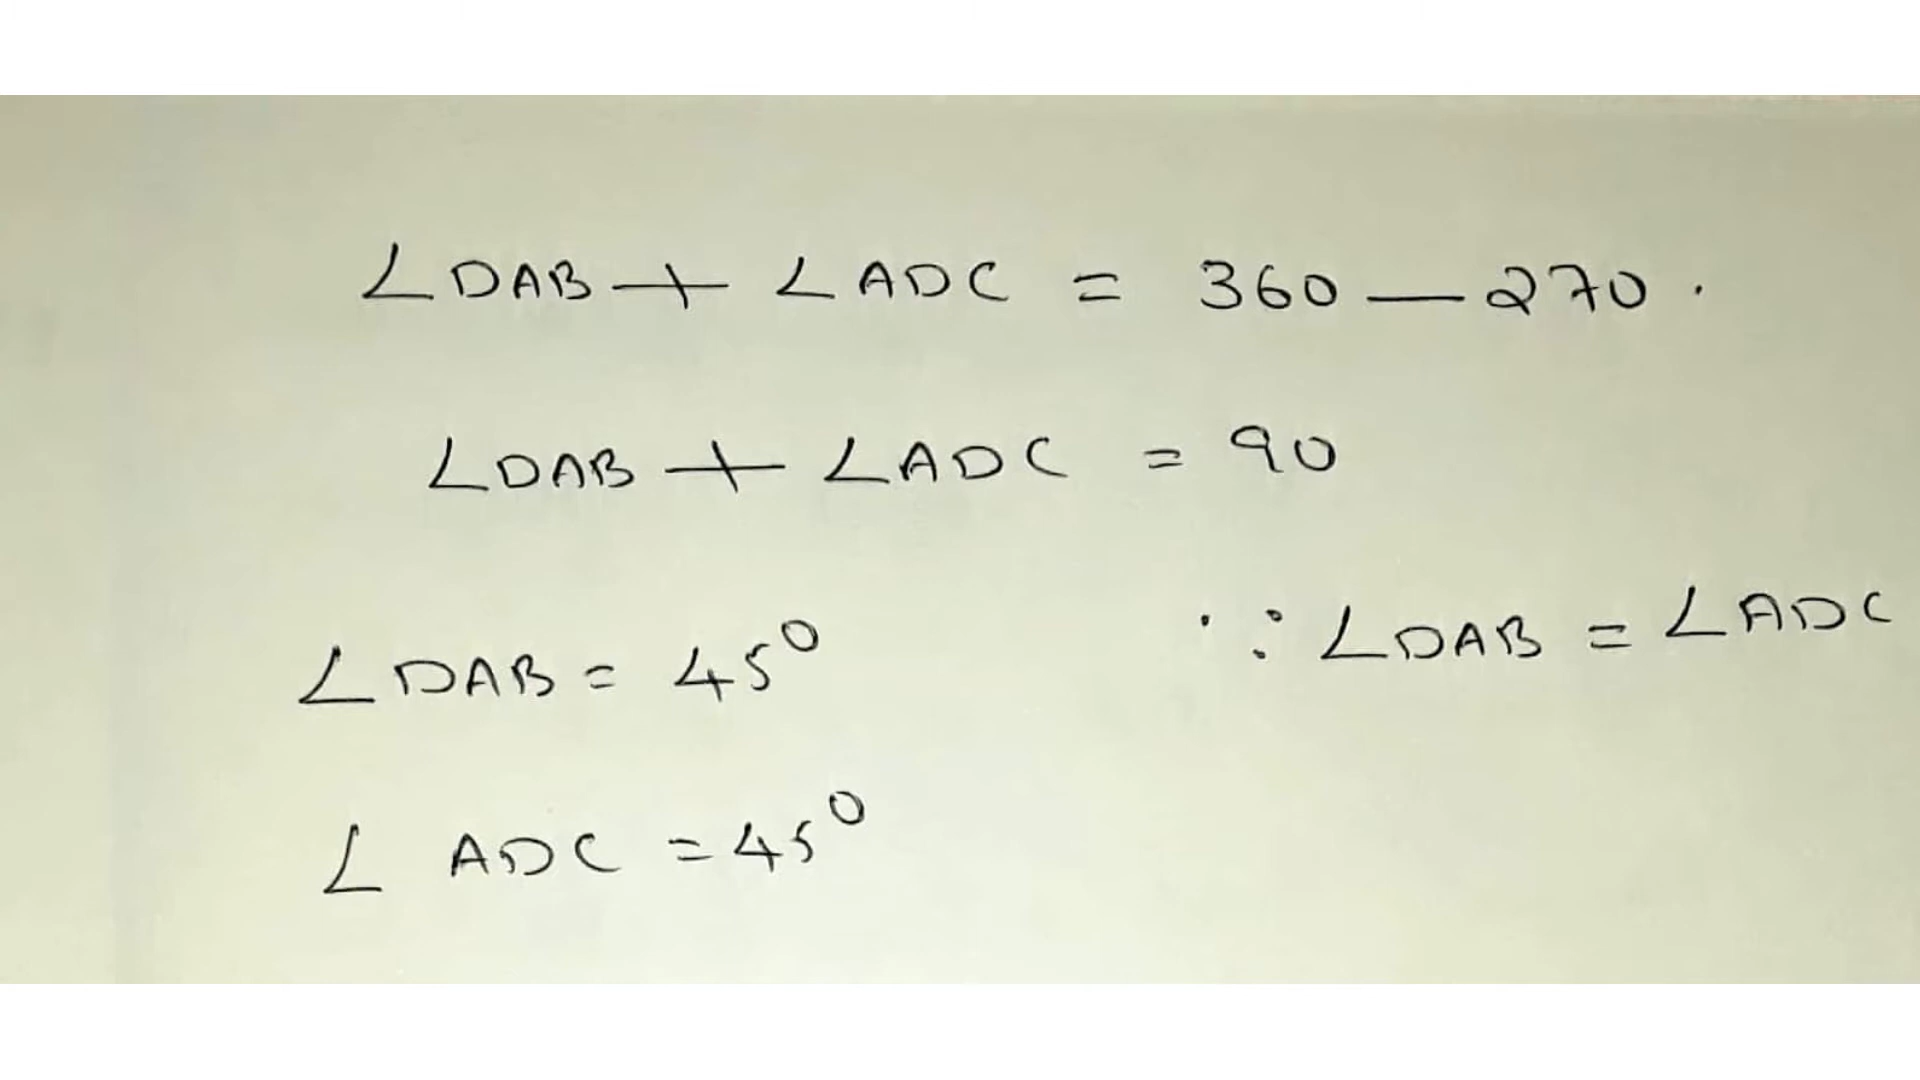 ∠DAB + ∠ADC = 360 — 270.
∠DAB + ∠ADC = 90
∠DAB = 45° ∵ ∠DAB = ∠ADC
∠ADC = 45°